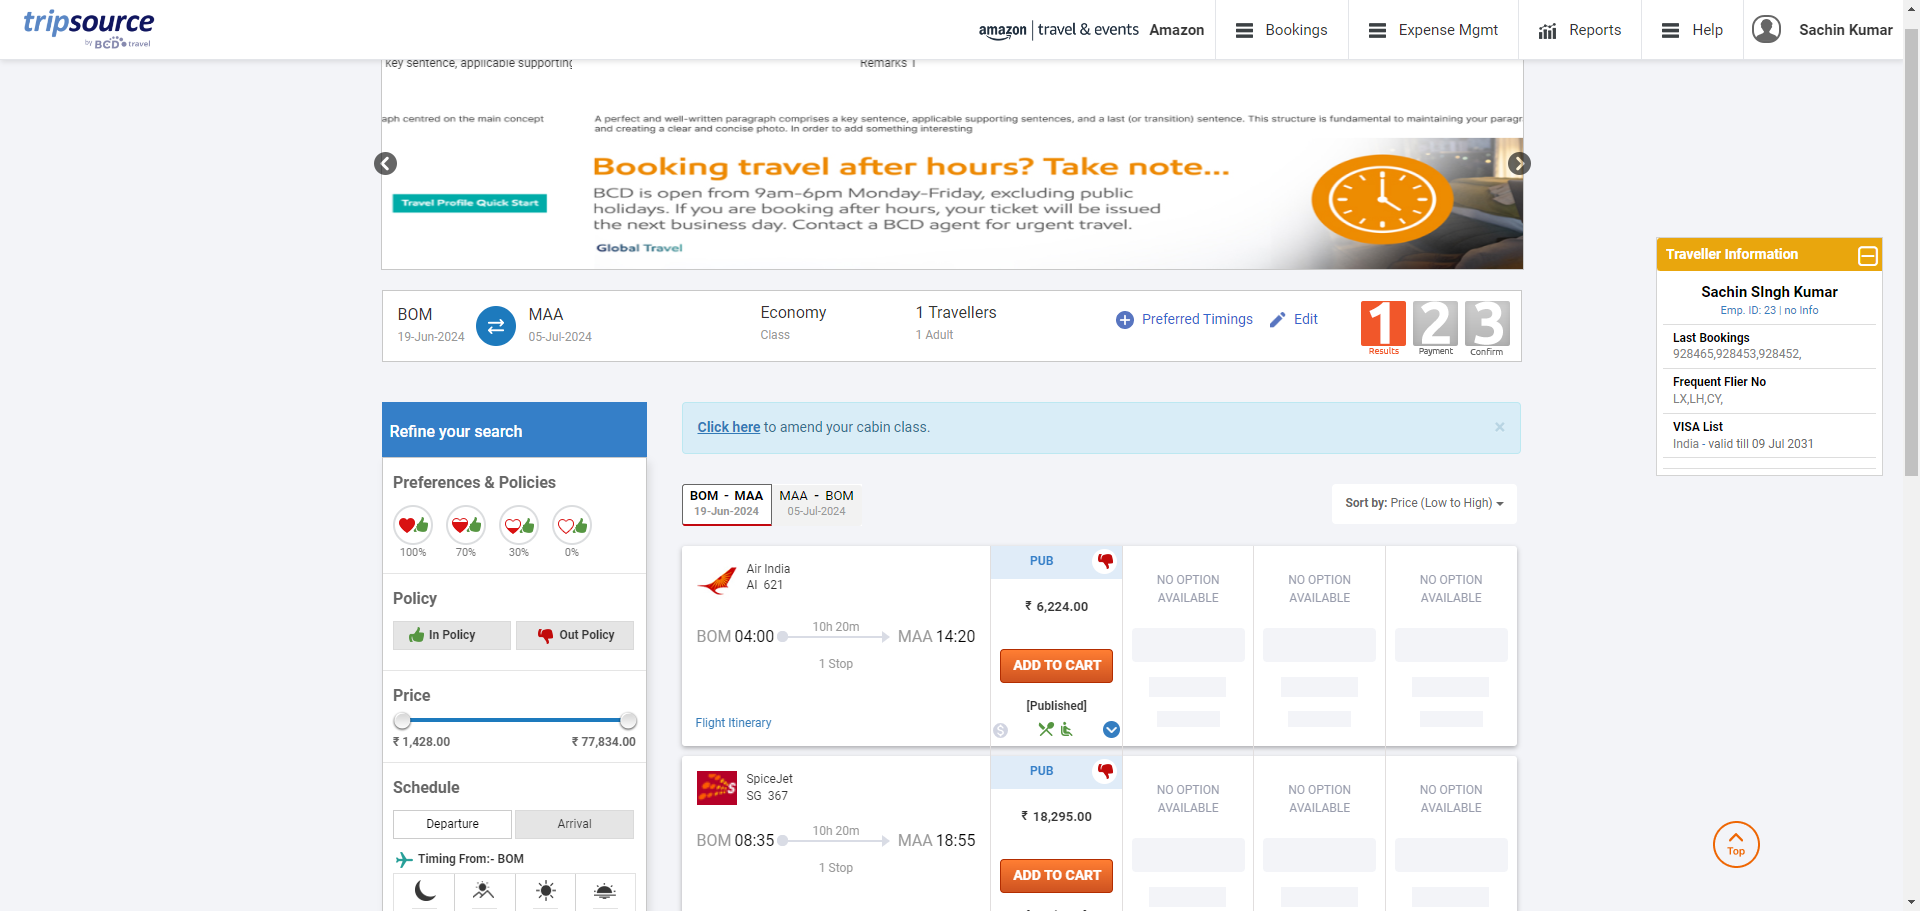 tripsource
by BCD travel
amazon travel & events Amazon
Bookings
Expense Mgmt
Reports
Help
Sachin Kumar
key sentence, applicable supporting
Remarks 1
aph centred on the main concept
A perfect and well-written paragraph comprises a key sentence, applicable supporting sentences, and a last (or transition) sentence. This structure is fundamental to maintaining your paragr
and creating a clear and concise photo. In order to add something interesting
Booking travel after hours? Take note...
BCD is open from 9am-6pm Monday-Friday, excluding public
holidays. If you are booking after hours, your ticket will be issued
the next business day. Contact a BCD agent for urgent travel.
Travel Profile Quick Start
Global Travel
BOM
19-Jun-2024
MAA
05-Jul-2024
Economy
Class
1 Travellers
1 Adult
Preferred Timings
Edit
1 Results
2 Payment
3 Confirm
Traveller Information
Sachin SIngh Kumar
Emp. ID: 23 | no Info
Last Bookings
928465,928453,928452,
Frequent Flier No
LX,LH,CY,
VISA List
India - valid till 09 Jul 2031
Refine your search
Preferences & Policies
100% 70% 30% 0%
Policy
In Policy
Out Policy
Price
₹ 1,428.00 ₹ 77,834.00
Schedule
Departure
Arrival
Timing From:- BOM
Click here to amend your cabin class.
×
BOM - MAA
19-Jun-2024
MAA - BOM
05-Jul-2024
Sort by: Price (Low to High)
Air India
AI 621
BOM 04:00
10h 20m
MAA 14:20
1 Stop
Flight Itinerary
PUB
₹ 6,224.00
ADD TO CART
[Published]
NO OPTION
AVAILABLE
NO OPTION
AVAILABLE
NO OPTION
AVAILABLE
SpiceJet
SG 367
BOM 08:35
10h 20m
MAA 18:55
1 Stop
PUB
₹ 18,295.00
ADD TO CART
NO OPTION
AVAILABLE
NO OPTION
AVAILABLE
NO OPTION
AVAILABLE
Top